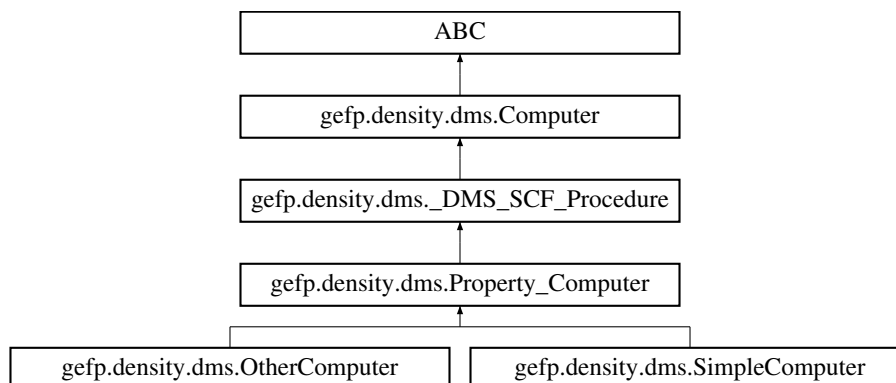 ABC
gefp.density.dms.Computer
gefp.density.dms._DMS_SCF_Procedure
gefp.density.dms.Property_Computer
gefp.density.dms.OtherComputer
gefp.density.dms.SimpleComputer